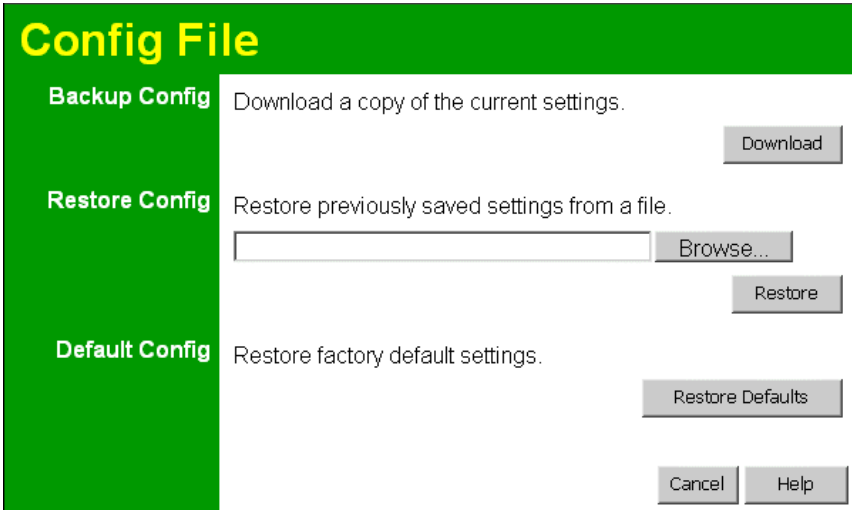 Config File
Backup Config
Download a copy of the current settings.
Download
Restore Config
Restore previously saved settings from a file.
Browse...
Restore
Default Config
Restore factory default settings.
Restore Defaults
Cancel
Help